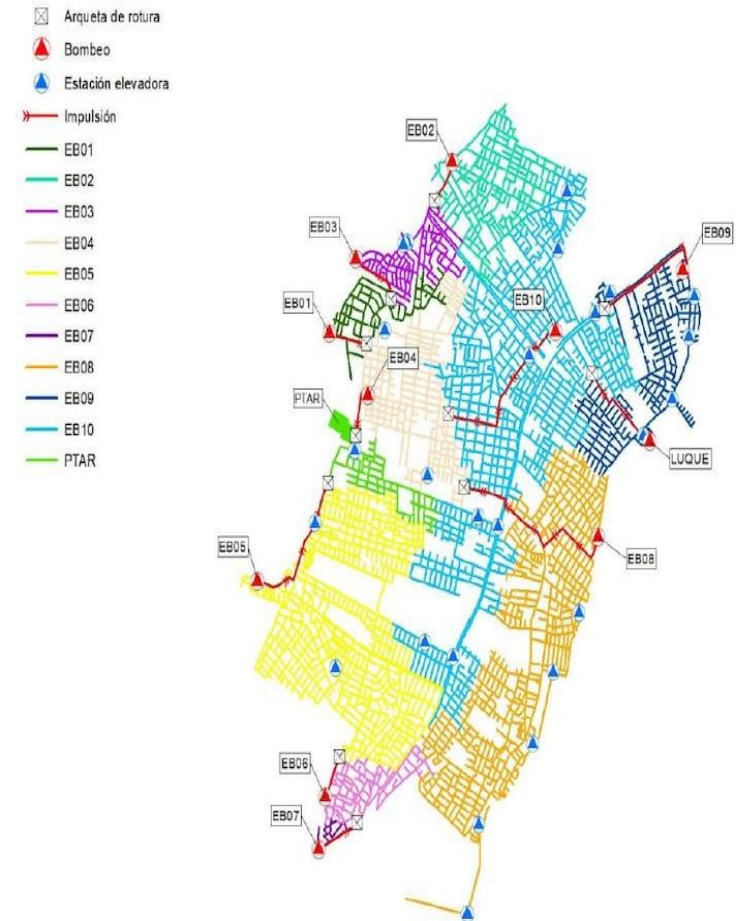 Arqueta de rotura
Bombeo
Estación elevadora
Impulsión
EB01
EB02
EB03
EB04
EB05
EB06
EB07
EB08
EB09
EB10
PTAR
EB02
EB03
EB09
EB01
EB10
EB04
PTAR
LUQUE
EB05
EB08
EB06
EB07